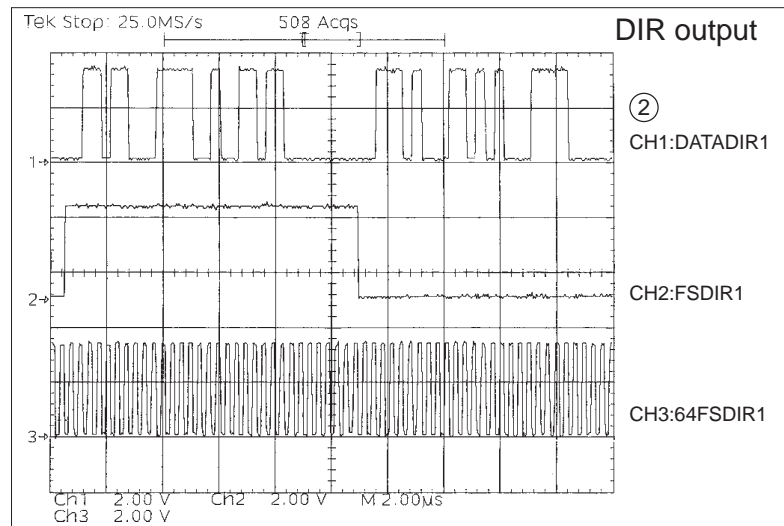 Tek Stop: 25.0MS/s 508 Acqs
DIR output
2
CH1:DATADIR1
1
CH2:FSDIR1
2
CH3:64FSDIR1
3
Ch1 2.00 V Ch2 2.00 V M 2.00µs
Ch3 2.00 V